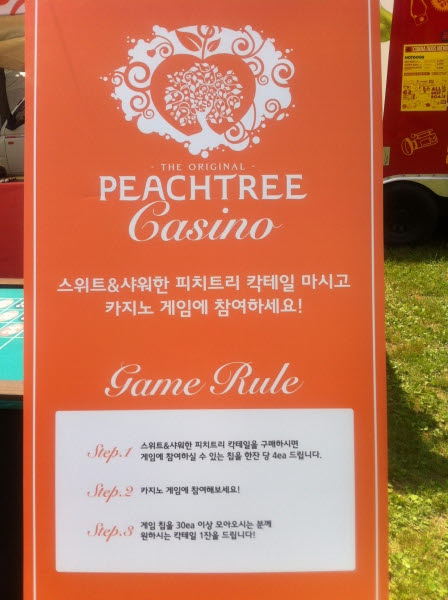 - THE ORIGINAL -
PEACHTREE
Casino
스위트&샤워한 피치트리 칵테일 마시고
카지노 게임에 참여하세요!
Game Rule
Step.1
스위트&샤워한 피치트리 칵테일을 구매하시면
게임에 참여하실 수 있는 칩을 한잔 당 4ea 드립니다.
Step.2
카지노 게임에 참여해보세요!
Step.3
게임 칩을 30ea 이상 모아오시는 분께
원하시는 칵테일 1잔을 드립니다!